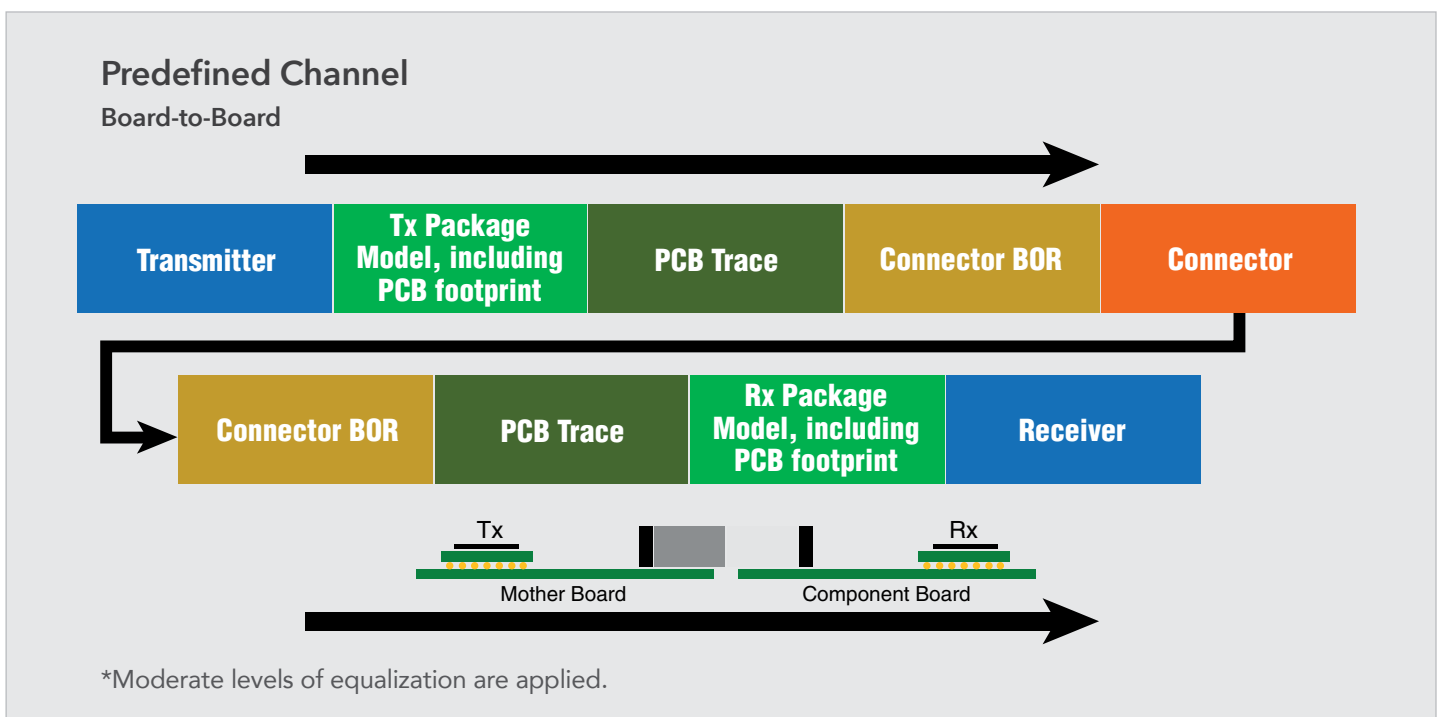 Predefined Channel
Board-to-Board
Transmitter
Tx Package
Model, including
PCB footprint
PCB Trace
Connector BOR
Connector
Connector BOR
PCB Trace
Rx Package
Model, including
PCB footprint
Receiver
Tx
Rx
Mother Board
Component Board
*Moderate levels of equalization are applied.